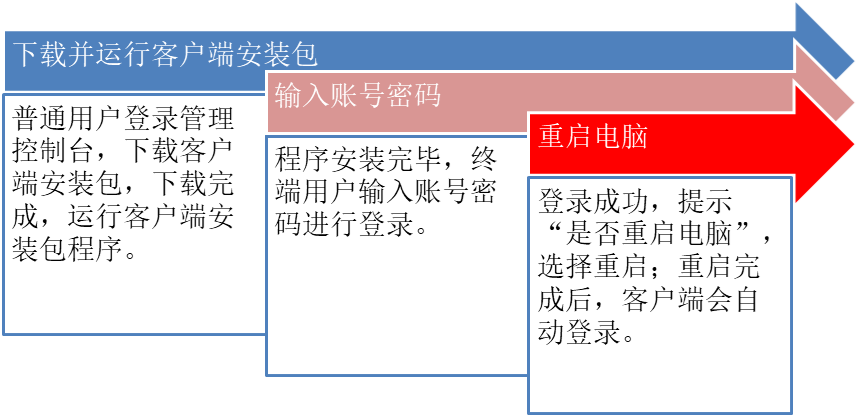 下载并运行客户端安装包
普通用户登录管理
控制台，下载客户
端安装包，下载完
成，运行客户端安
装包程序。
输入账号密码
程序安装完毕，终
端用户输入账号密
码进行登录。
重启电脑
登录成功，提示
“是否重启电脑”，
选择重启；重启完
成后，客户端会自
动登录。